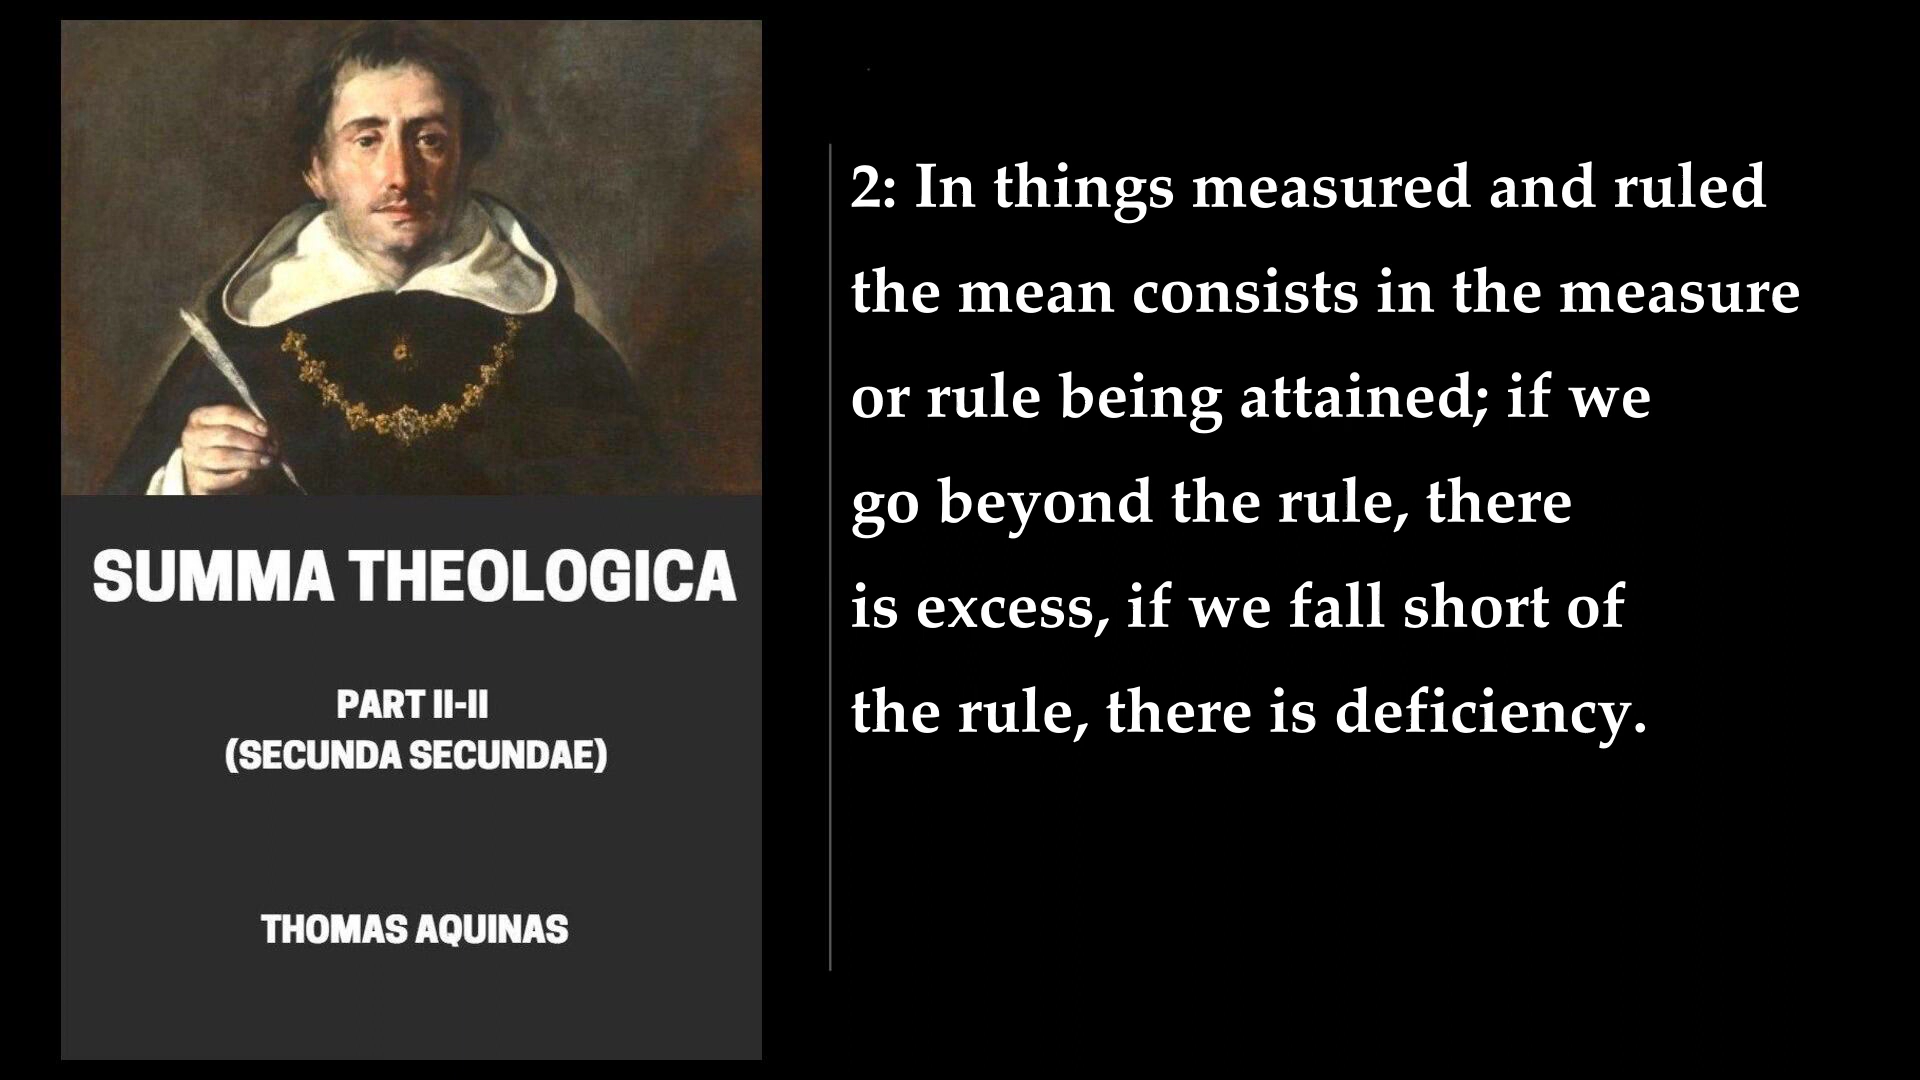 SUMMA THEOLOGICA
PART II-II
(SECUNDA SECUNDAE)
THOMAS AQUINAS
2: In things measured and ruled
the mean consists in the measure
or rule being attained; if we
go beyond the rule, there
is excess, if we fall short of
the rule, there is deficiency.